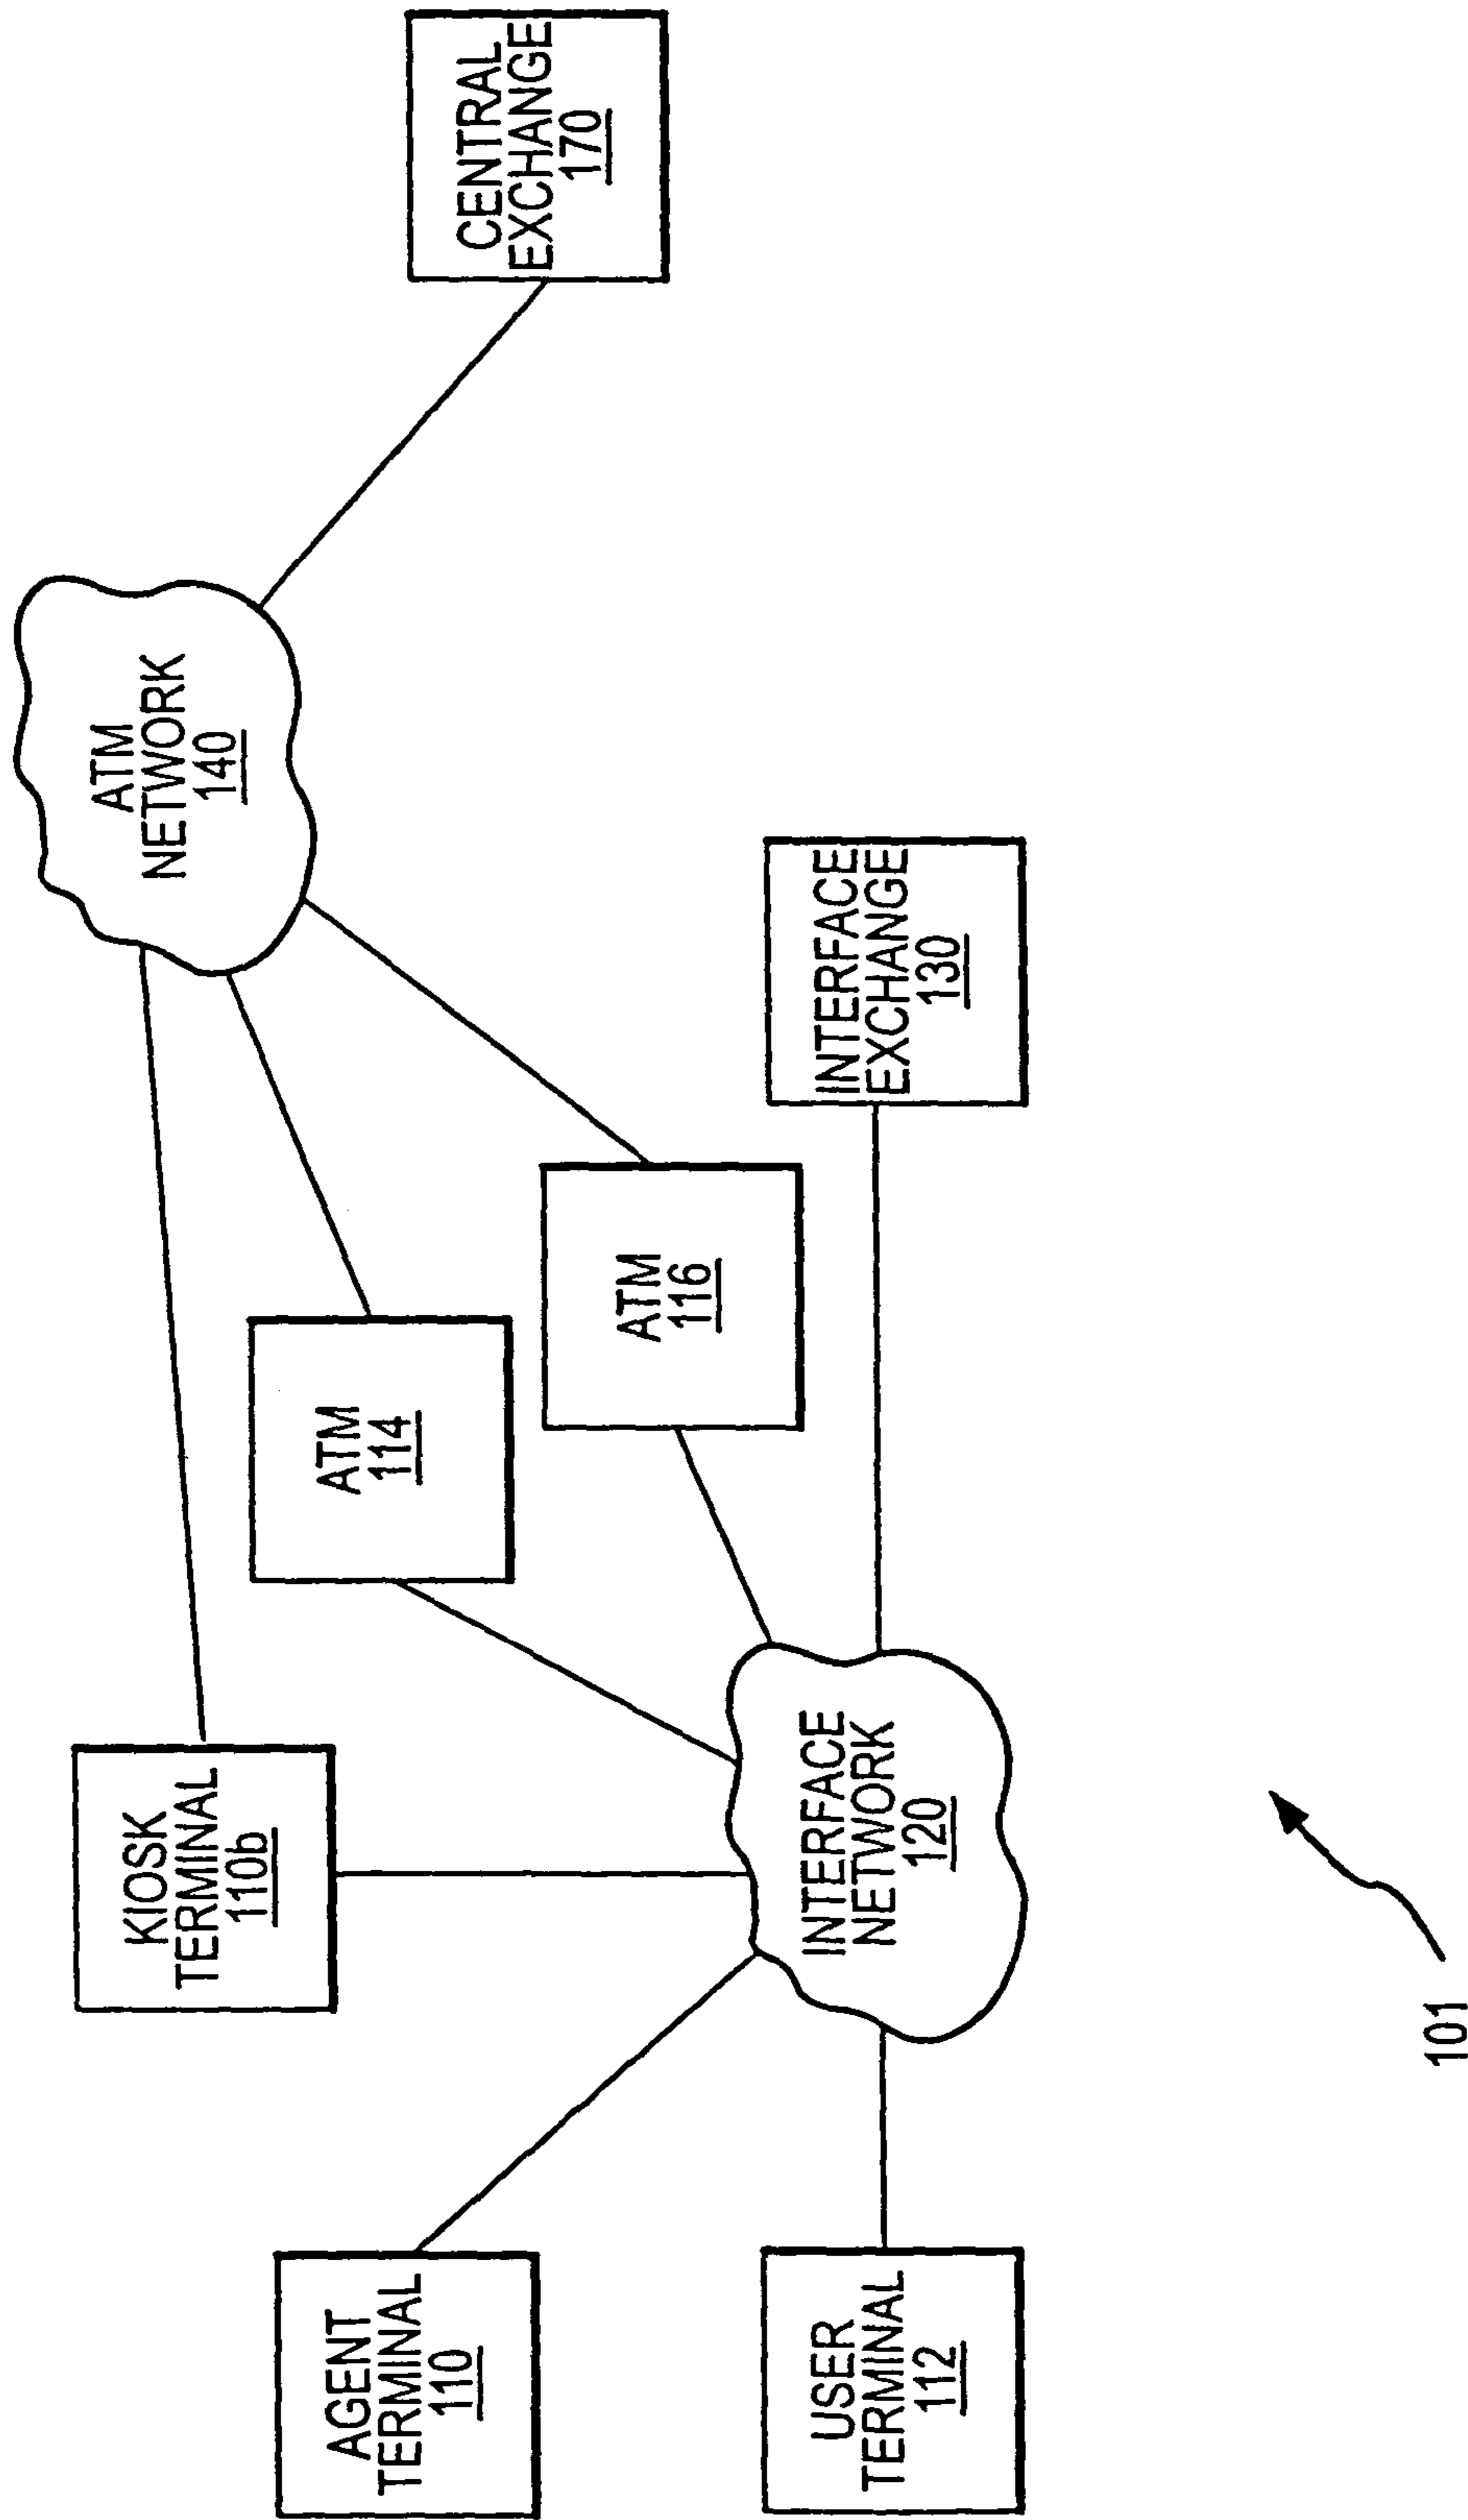 AGENT
TERMINAL
110
USER
TERMINAL
112
KIOSK
TERMINAL
110b
INTERFACE
NETWORK
120
ATM
114
ATM
116
INTERFACE
EXCHANGE
130
ATM
NETWORK
140
CENTRAL
EXCHANGE
170
101